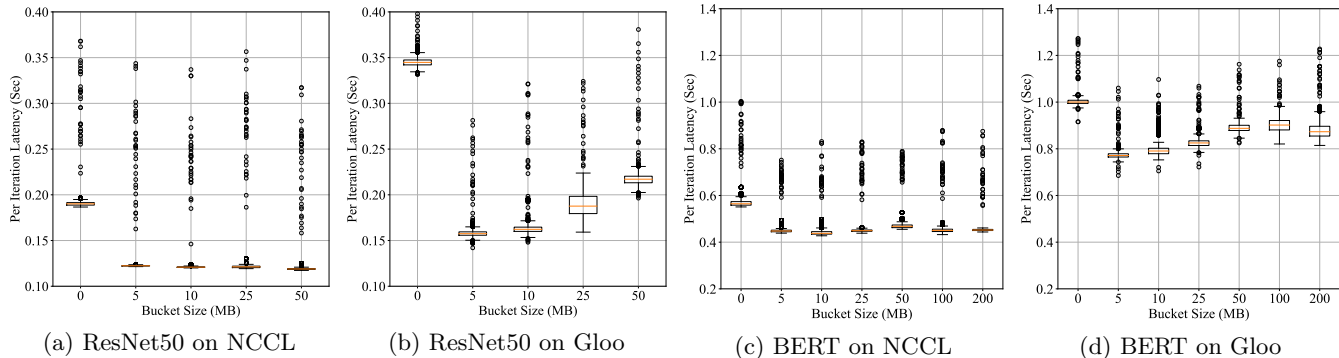 0.40
0.35
0.30
0.25
0.20
0.15
0.10
Per Iteration Latency (Sec)
0 5 10 25 50
Bucket Size (MB)
(a) ResNet50 on NCCL
0.40
0.35
0.30
0.25
0.20
0.15
0.10
Per Iteration Latency (Sec)
0 5 10 25 50
Bucket Size (MB)
(b) ResNet50 on Gloo
1.4
1.2
1.0
0.8
0.6
0.4
0.2
Per Iteration Latency (Sec)
0 5 10 25 50 100 200
Bucket Size (MB)
(c) BERT on NCCL
1.4
1.2
1.0
0.8
0.6
0.4
0.2
Per Iteration Latency (Sec)
0 5 10 25 50 100 200
Bucket Size (MB)
(d) BERT on Gloo